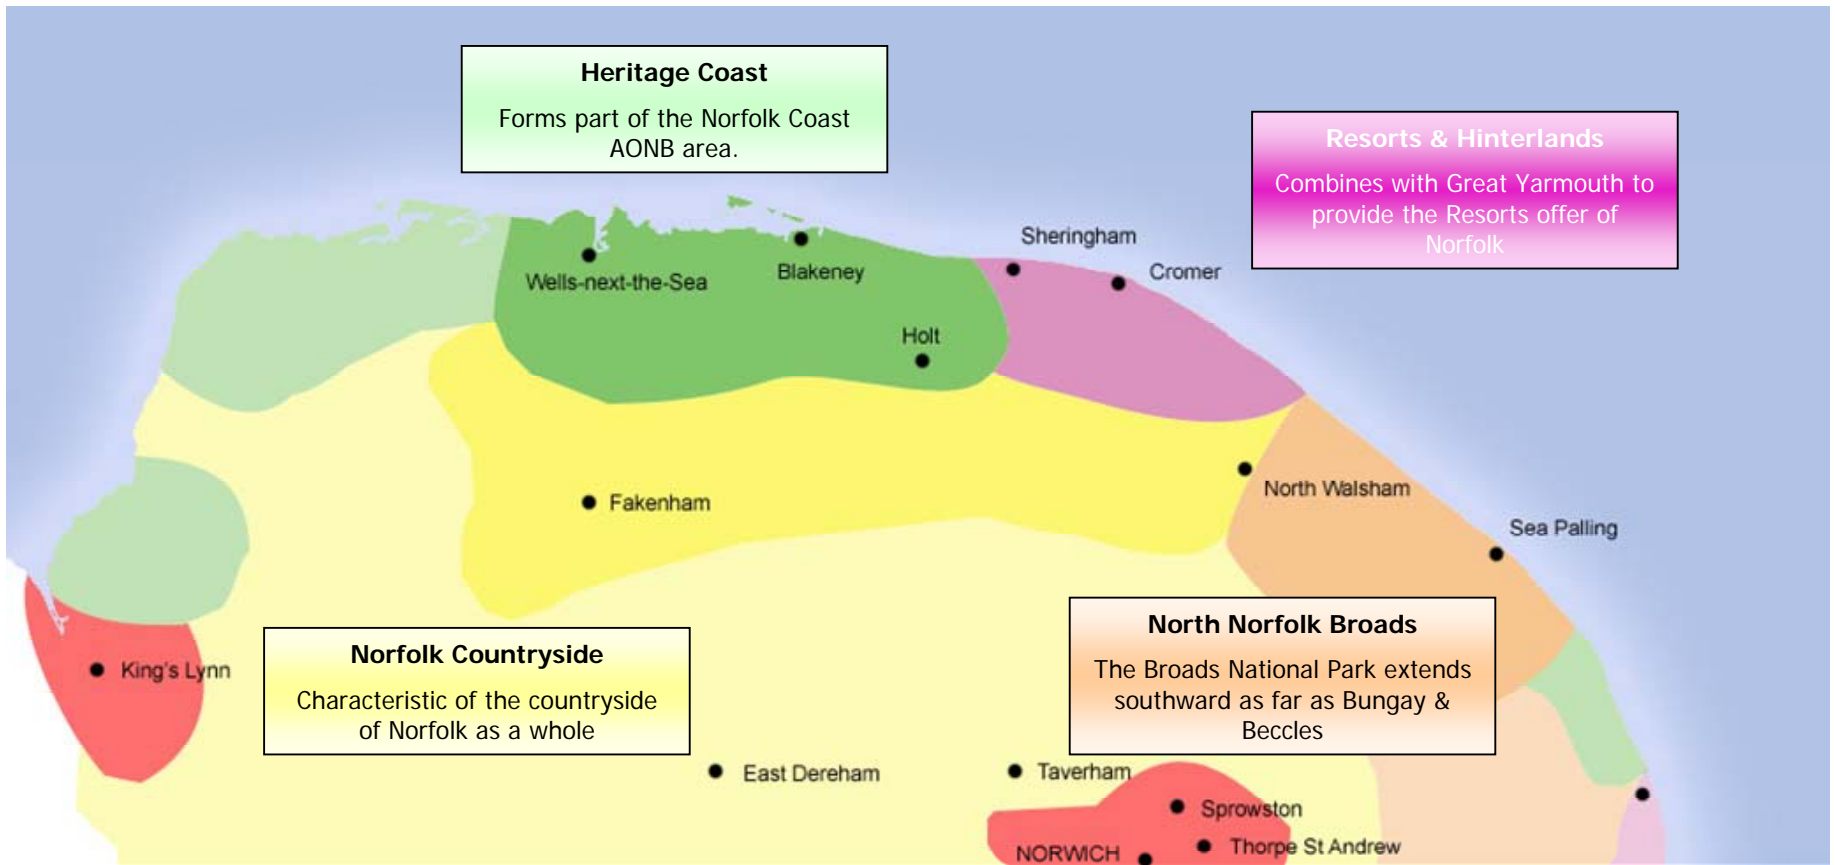 Heritage Coast
Forms part of the Norfolk Coast
AONB area.
Resorts & Hinterlands
Combines with Great Yarmouth to
provide the Resorts offer of
Norfolk
Sheringham
Cromer
Wells-next-the-Sea
Blakeney
Holt
Fakenham
North Walsham
Sea Palling
King's Lynn
Norfolk Countryside
Characteristic of the countryside
of Norfolk as a whole
North Norfolk Broads
The Broads National Park extends
southward as far as Bungay &
Beccles
East Dereham
Taverham
Sprowston
Thorpe St Andrew
NORWICH